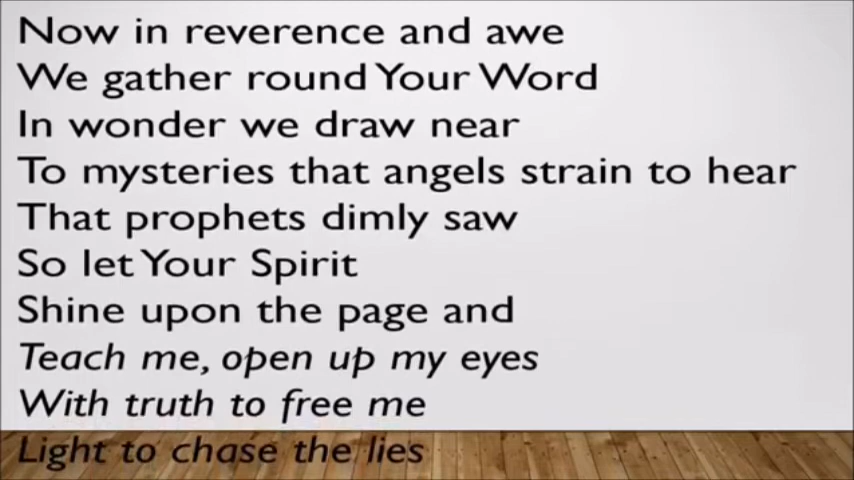 Now in reverence and awe
We gather round Your Word
In wonder we draw near
To mysteries that angels strain to hear
That prophets dimly saw
So let Your Spirit
Shine upon the page and
Teach me, open up my eyes
With truth to free me
Light to chase the lies